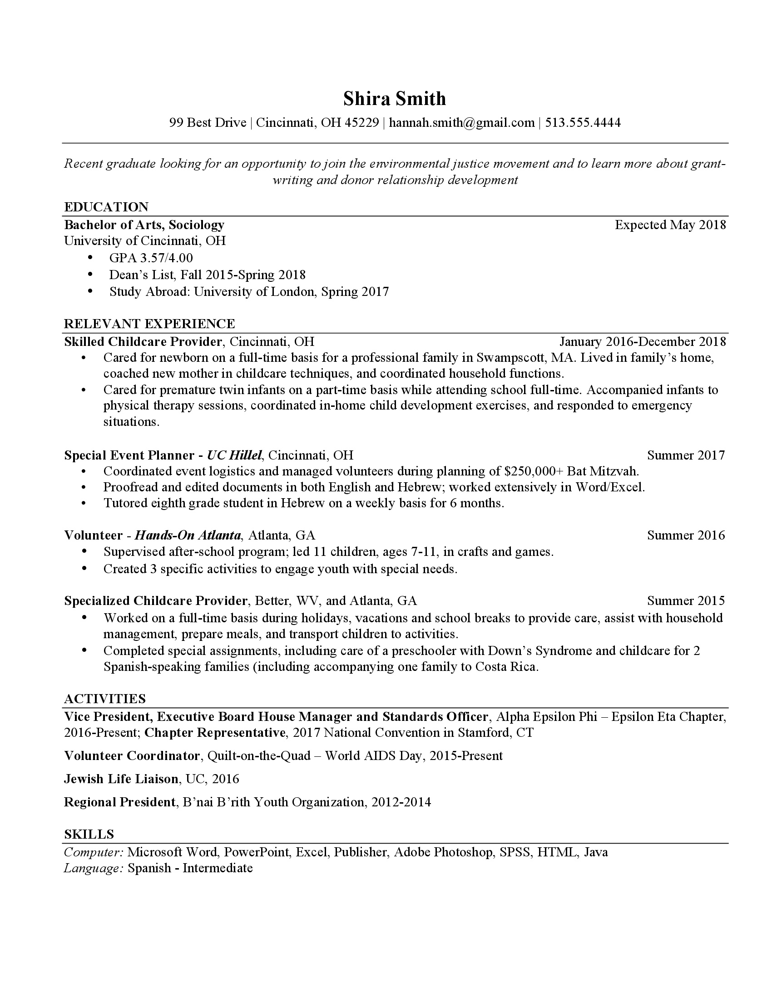 Shira Smith
99 Best Drive | Cincinnati, OH 45229 | hannah.smith@gmail.com | 513.555.4444
Recent graduate looking for an opportunity to join the environmental justice movement and to learn more about grant-
writing and donor relationship development
EDUCATION
Bachelor of Arts, Sociology Expected May 2018
University of Cincinnati, OH
• GPA 3.57/4.00
• Dean’s List, Fall 2015-Spring 2018
• Study Abroad: University of London, Spring 2017
RELEVANT EXPERIENCE
Skilled Childcare Provider, Cincinnati, OH January 2016-December 2018
• Cared for newborn on a full-time basis for a professional family in Swampscott, MA. Lived in family’s home,
coached new mother in childcare techniques, and coordinated household functions.
• Cared for premature twin infants on a part-time basis while attending school full-time. Accompanied infants to
physical therapy sessions, coordinated in-home child development exercises, and responded to emergency
situations.
Special Event Planner - UC Hillel, Cincinnati, OH Summer 2017
• Coordinated event logistics and managed volunteers during planning of $250,000+ Bat Mitzvah.
• Proofread and edited documents in both English and Hebrew; worked extensively in Word/Excel.
• Tutored eighth grade student in Hebrew on a weekly basis for 6 months.
Volunteer - Hands-On Atlanta, Atlanta, GA Summer 2016
• Supervised after-school program; led 11 children, ages 7-11, in crafts and games.
• Created 3 specific activities to engage youth with special needs.
Specialized Childcare Provider, Better, WV, and Atlanta, GA Summer 2015
• Worked on a full-time basis during holidays, vacations and school breaks to provide care, assist with household
management, prepare meals, and transport children to activities.
• Completed special assignments, including care of a preschooler with Down’s Syndrome and childcare for 2
Spanish-speaking families (including accompanying one family to Costa Rica.
ACTIVITIES
Vice President, Executive Board House Manager and Standards Officer, Alpha Epsilon Phi – Epsilon Eta Chapter,
2016-Present; Chapter Representative, 2017 National Convention in Stamford, CT
Volunteer Coordinator, Quilt-on-the-Quad – World AIDS Day, 2015-Present
Jewish Life Liaison, UC, 2016
Regional President, B’nai B’rith Youth Organization, 2012-2014
SKILLS
Computer: Microsoft Word, PowerPoint, Excel, Publisher, Adobe Photoshop, SPSS, HTML, Java
Language: Spanish - Intermediate